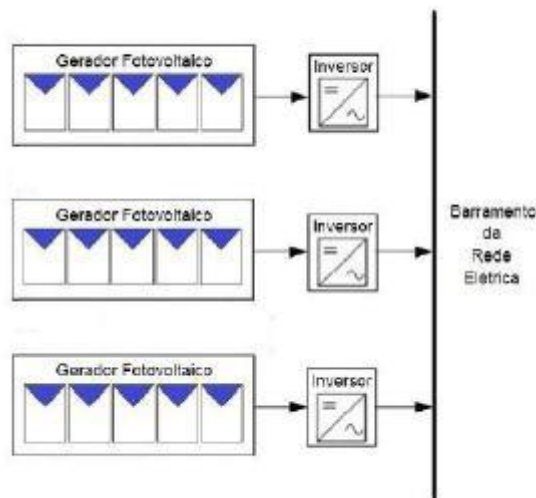 Gerador Fotovoltaico
Inversor
Gerador Fotovoltaico
Inversor
Barramento
da
Rede
Elétrica
Gerador Fotovoltaico
Inversor